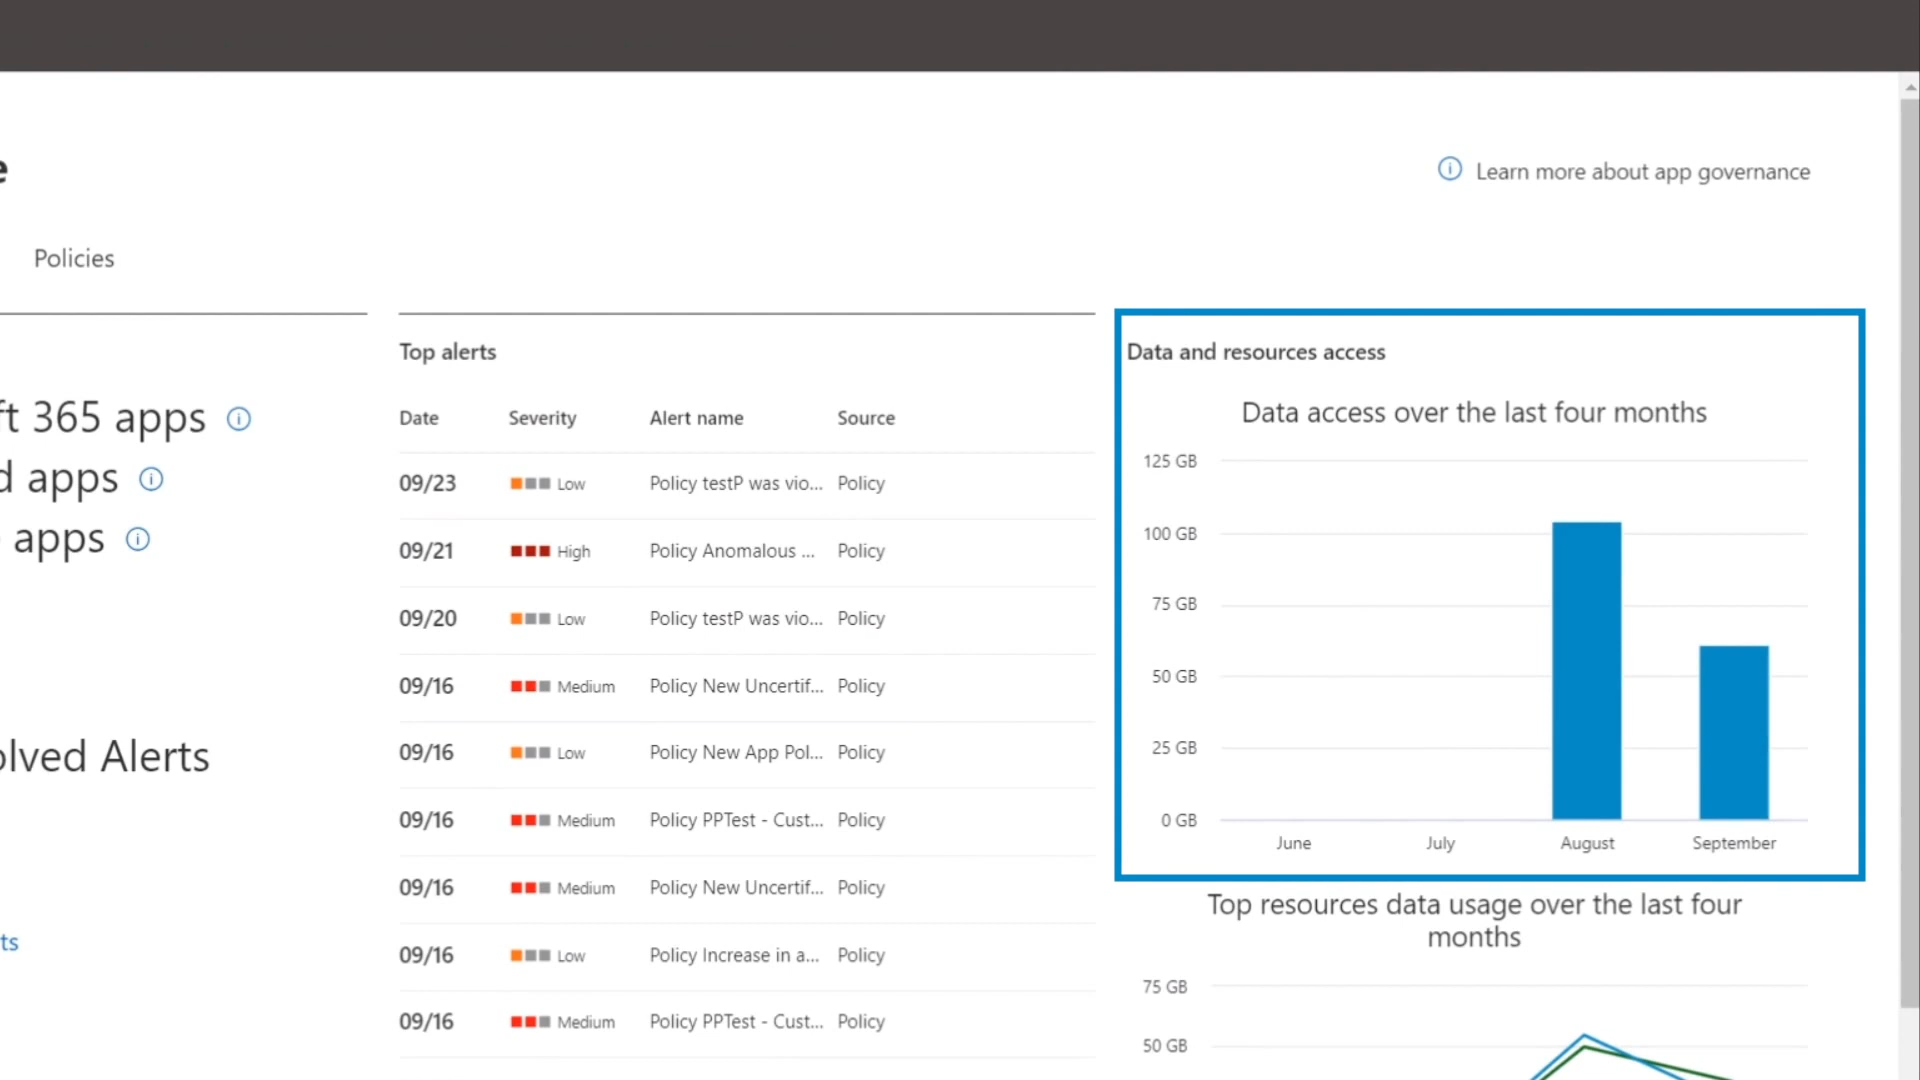 e
Learn more about app governance
Policies
ft 365 apps
d apps
apps
olved Alerts
ts
Top alerts
Date Severity Alert name Source
09/23 Low Policy testP was vio... Policy
09/21 High Policy Anomalous ... Policy
09/20 Low Policy testP was vio... Policy
09/16 Medium Policy New Uncertif... Policy
09/16 Low Policy New App Pol... Policy
09/16 Medium Policy PPTest - Cust... Policy
09/16 Medium Policy New Uncertif... Policy
09/16 Low Policy Increase in a... Policy
09/16 Medium Policy PPTest - Cust... Policy
Data and resources access
Data access over the last four months
125 GB
100 GB
75 GB
50 GB
25 GB
0 GB
June July August September
Top resources data usage over the last four
months
75 GB
50 GB